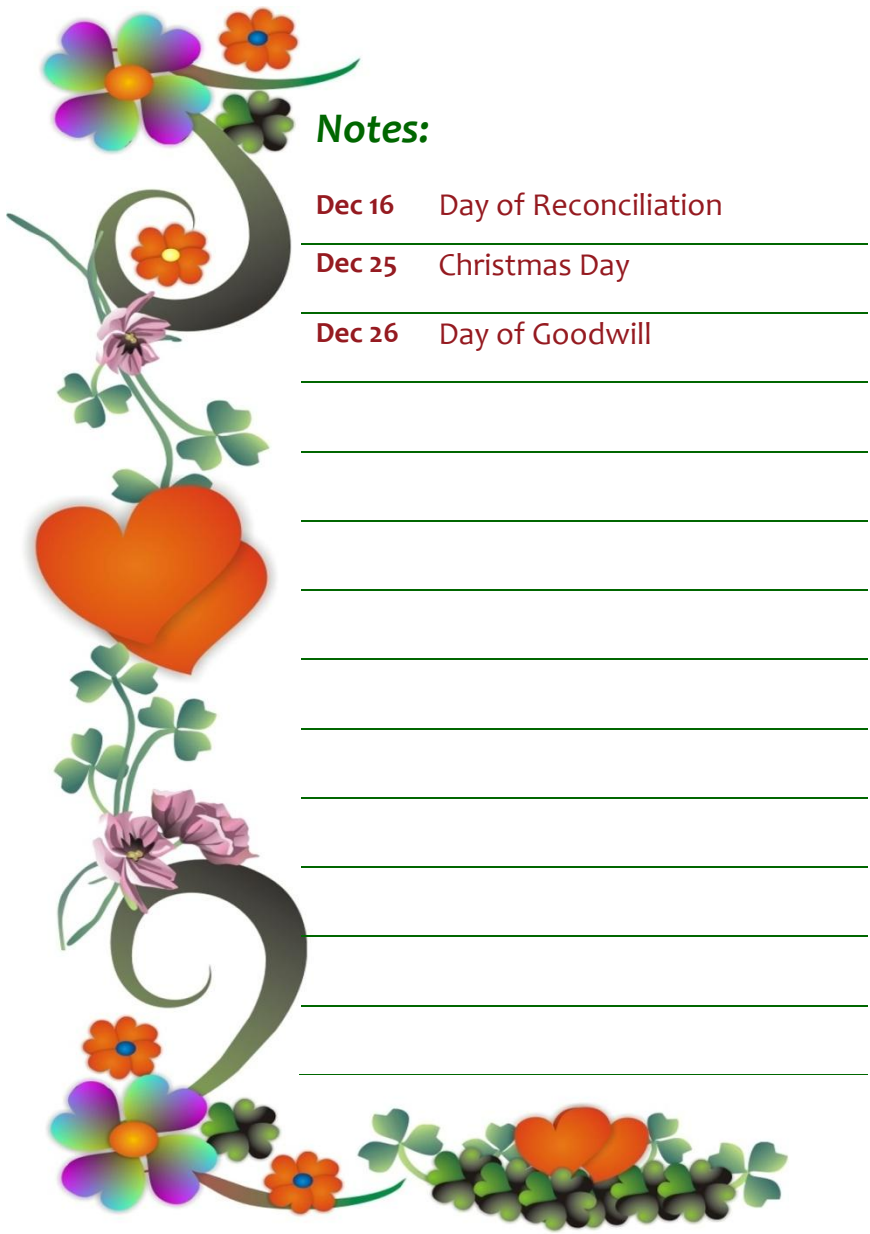 Notes:
Dec 16 Day of Reconciliation
Dec 25 Christmas Day
Dec 26 Day of Goodwill